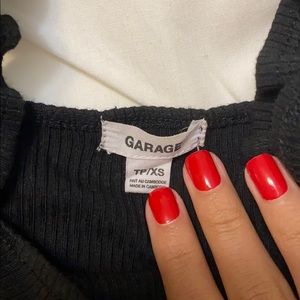 GARAGE
TP/XS
FAIT AU CAMBODGE
MADE IN CAMBODIA